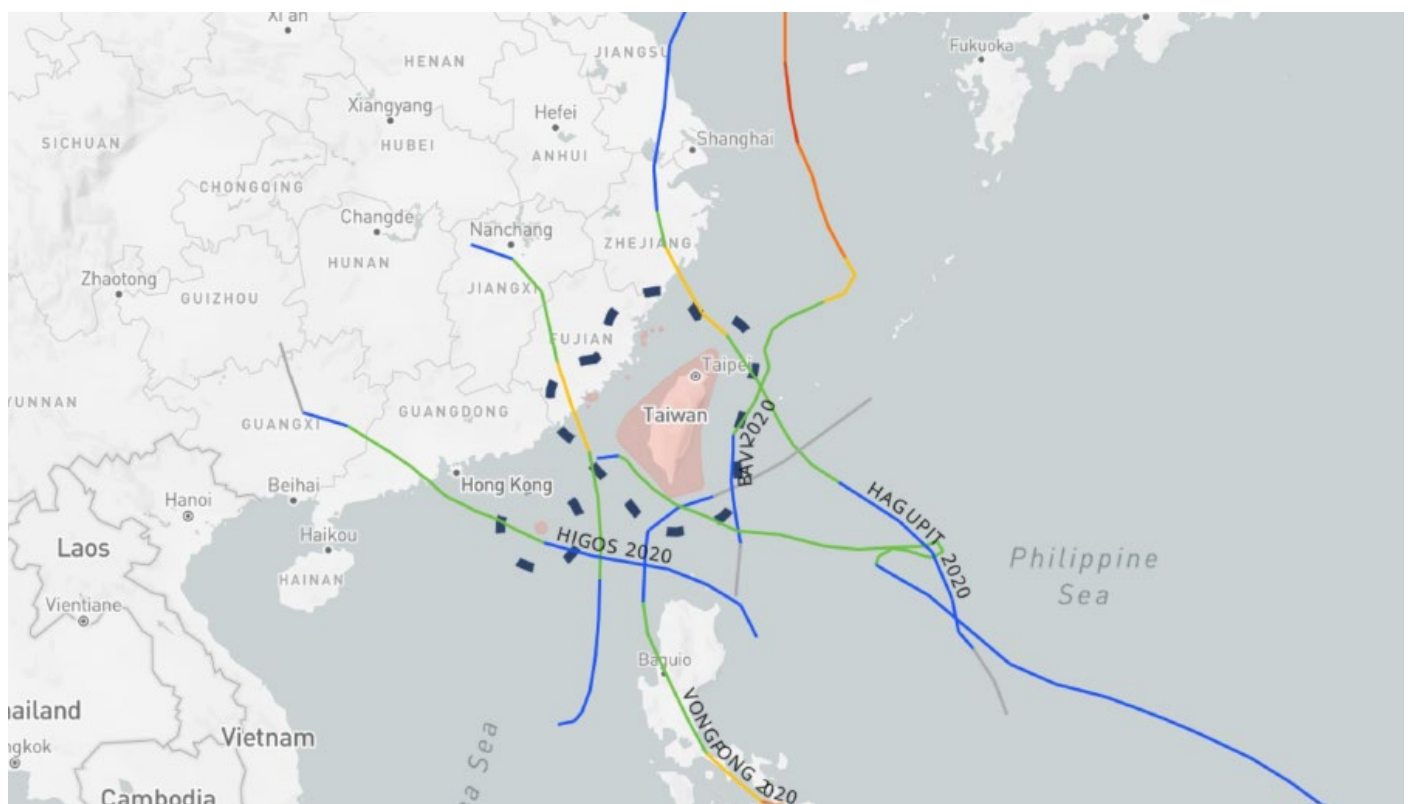 Xi'an
JIANGSU
Fukuoka
HENAN
Xiangyang
Hefei
SICHUAN
HUBEI
ANHUI
Shanghai
CHONGQING
Changde
Nanchang
ZHEJIANG
HUNAN
Zhaotong
GUIZHOU
JIANGXI
FUJIAN
Taipei
YUNNAN
GUANGXI
GUANGDONG
Taiwan
BAVI 2020
Beihai
Hong Kong
HAGUPIT 2020
Hanoi
Haikou
HIGOS 2020
Laos
HAINAN
Philippine
Sea
Vientiane
Baguio
VONGFONG 2020
ailand
Vietnam
ngkok
Sea
Cambodia